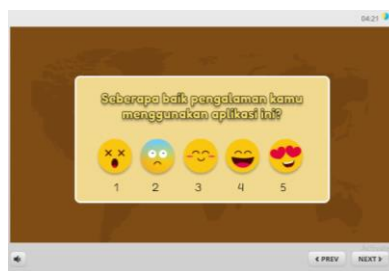 04:21
Seberapa baik pengalaman kamu
menggunakan aplikasi ini?
1 2 3 4 5
< PREV NEXT >